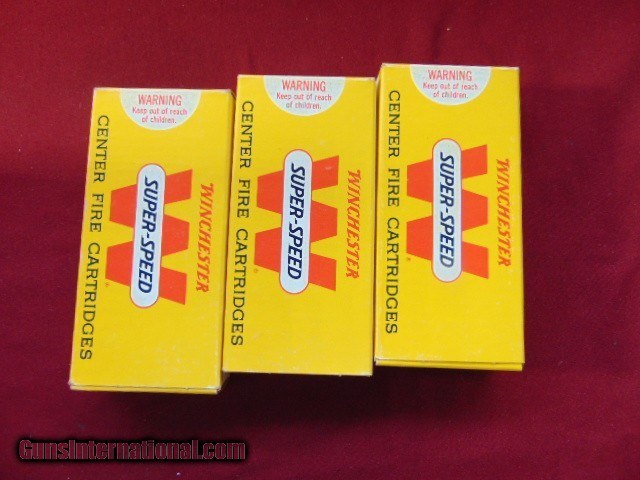 WARNING
Keep out of reach
of children.
WINCHESTER
SUPER-SPEED
CENTER FIRE CARTRIDGES
WARNING
Keep out of reach
of children.
WINCHESTER
SUPER-SPEED
CENTER FIRE CARTRIDGES
WARNING
Keep out of reach
of children.
WINCHESTER
SUPER-SPEED
CENTER FIRE CARTRIDGES
GunsInternational.com